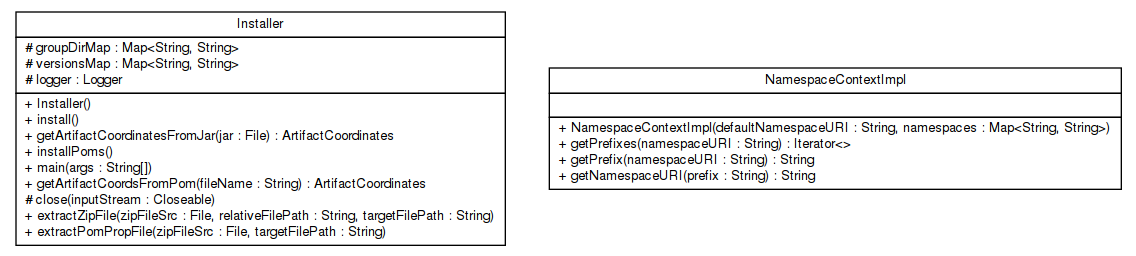 Installer
# groupDirMap : Map<String, String>
# versionsMap : Map<String, String>
# logger : Logger
+ Installer()
+ install()
+ getArtifactCoordinatesFromJar(jar : File) : ArtifactCoordinates
+ installPoms()
+ main(args : String[])
+ getArtifactCoordsFromPom(fileName : String) : ArtifactCoordinates
# close(inputStream : Closeable)
+ extractZipFile(zipFileSrc : File, relativeFilePath : String, targetFilePath : String)
+ extractPomPropFile(zipFileSrc : File, targetFilePath : String)
NamespaceContextImpl
+ NamespaceContextImpl(defaultNamespaceURI : String, namespaces : Map<String, String>)
+ getPrefixes(namespaceURI : String) : Iterator<>
+ getPrefix(namespaceURI : String) : String
+ getNamespaceURI(prefix : String) : String